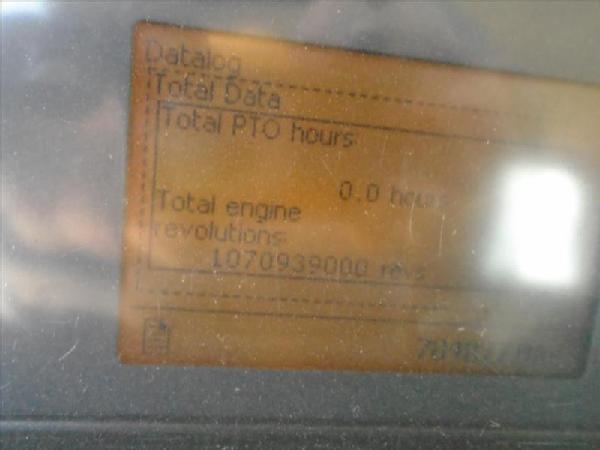 Datalog
Total Data
Total PTO hours:
0.0 hours
Total engine
revolutions:
1070939000 revs